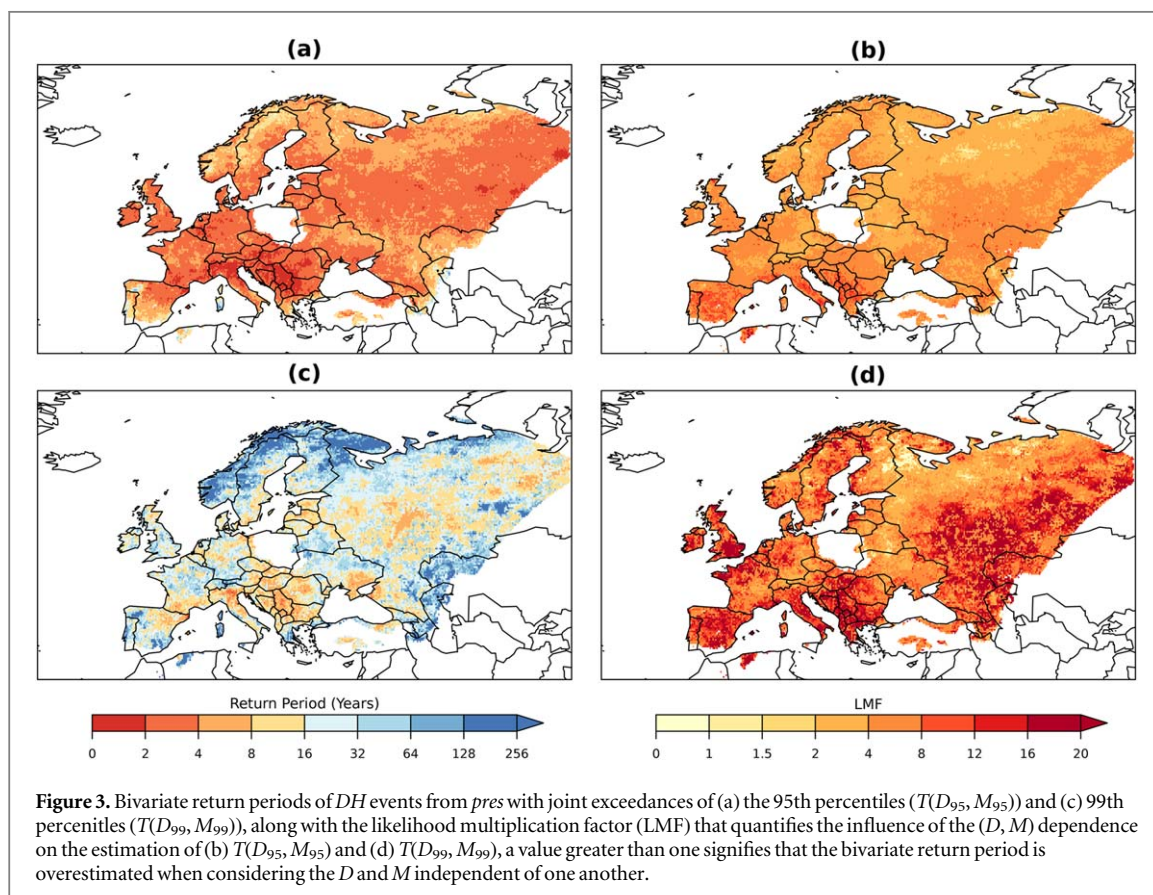 (a)
(b)
(c)
(d)
Return Period (Years)
0 2 4 8 16 32 64 128 256
LMF
0 1 1.5 2 4 8 12 16 20
Figure 3. Bivariate return periods of DH events from pres with joint exceedances of (a) the 95th percentiles (T(D₉₅, M₉₅)) and (c) 99th
percenitles (T(D₉₉, M₉₉)), along with the likelihood multiplication factor (LMF) that quantifies the influence of the (D, M) dependence
on the estimation of (b) T(D₉₅, M₉₅) and (d) T(D₉₉, M₉₉), a value greater than one signifies that the bivariate return period is
overestimated when considering the D and M independent of one another.